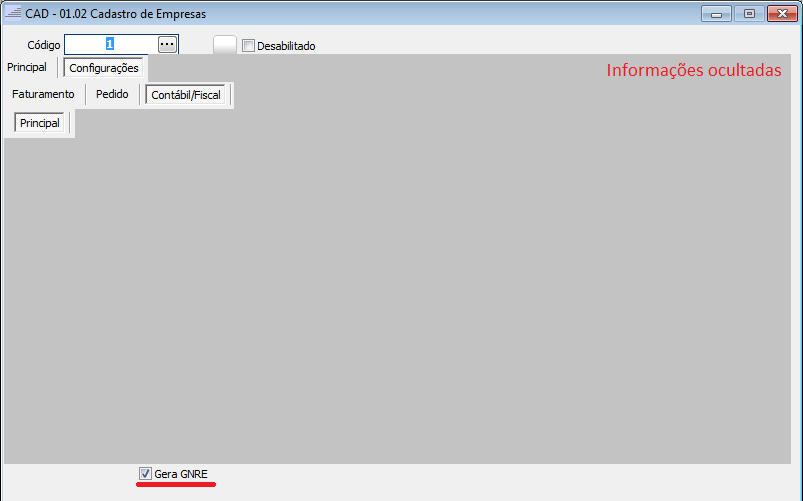 CAD - 01.02 Cadastro de Empresas
Código 1 ... Desabilitado
Principal Configurações Informações ocultadas
Faturamento Pedido Contábil/Fiscal
Principal
Gera GNRE